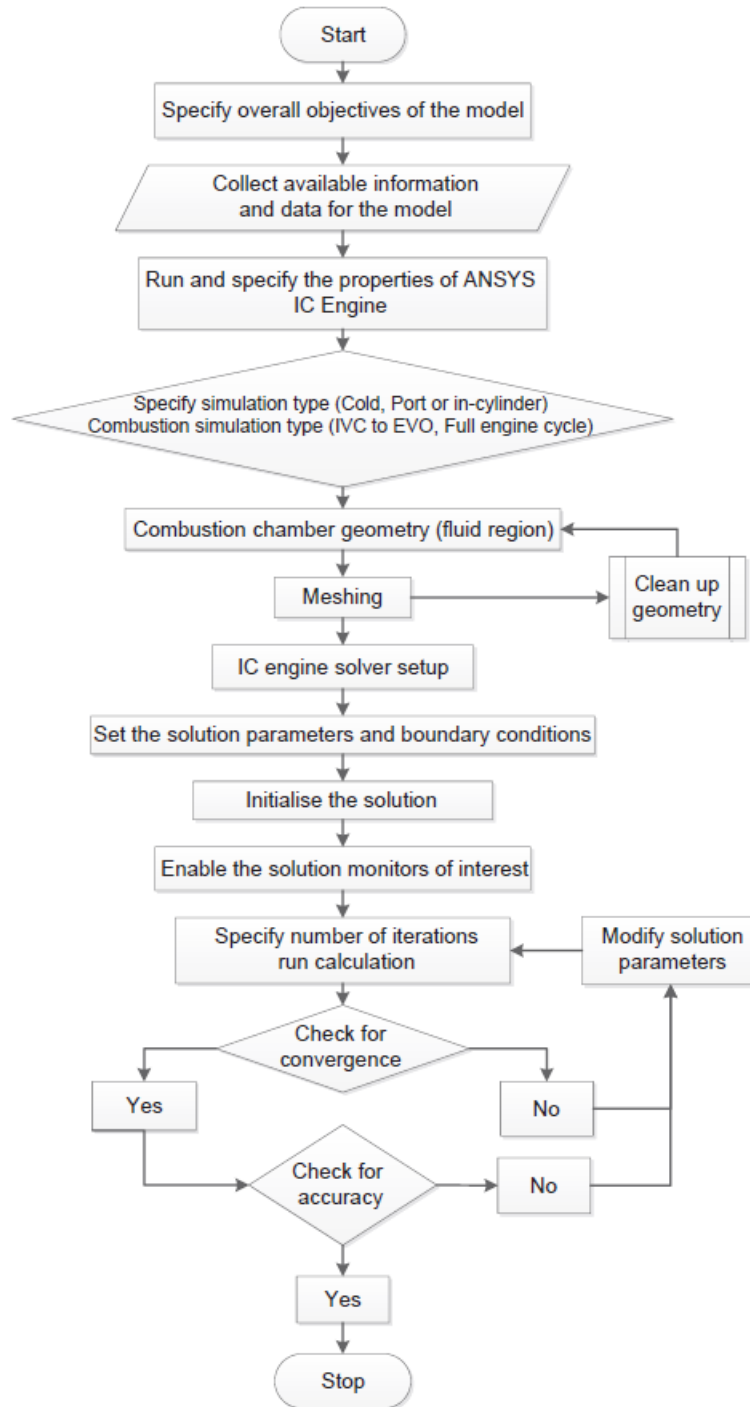 Start
Specify overall objectives of the model
Collect available information
and data for the model
Run and specify the properties of ANSYS
IC Engine
Specify simulation type (Cold, Port or in-cylinder)
Combustion simulation type (IVC to EVO, Full engine cycle)
Combustion chamber geometry (fluid region)
Meshing
Clean up
geometry
IC engine solver setup
Set the solution parameters and boundary conditions
Initialise the solution
Enable the solution monitors of interest
Specify number of iterations
run calculation
Modify solution
parameters
Check for
convergence
Yes
No
Check for
accuracy
No
Yes
Stop